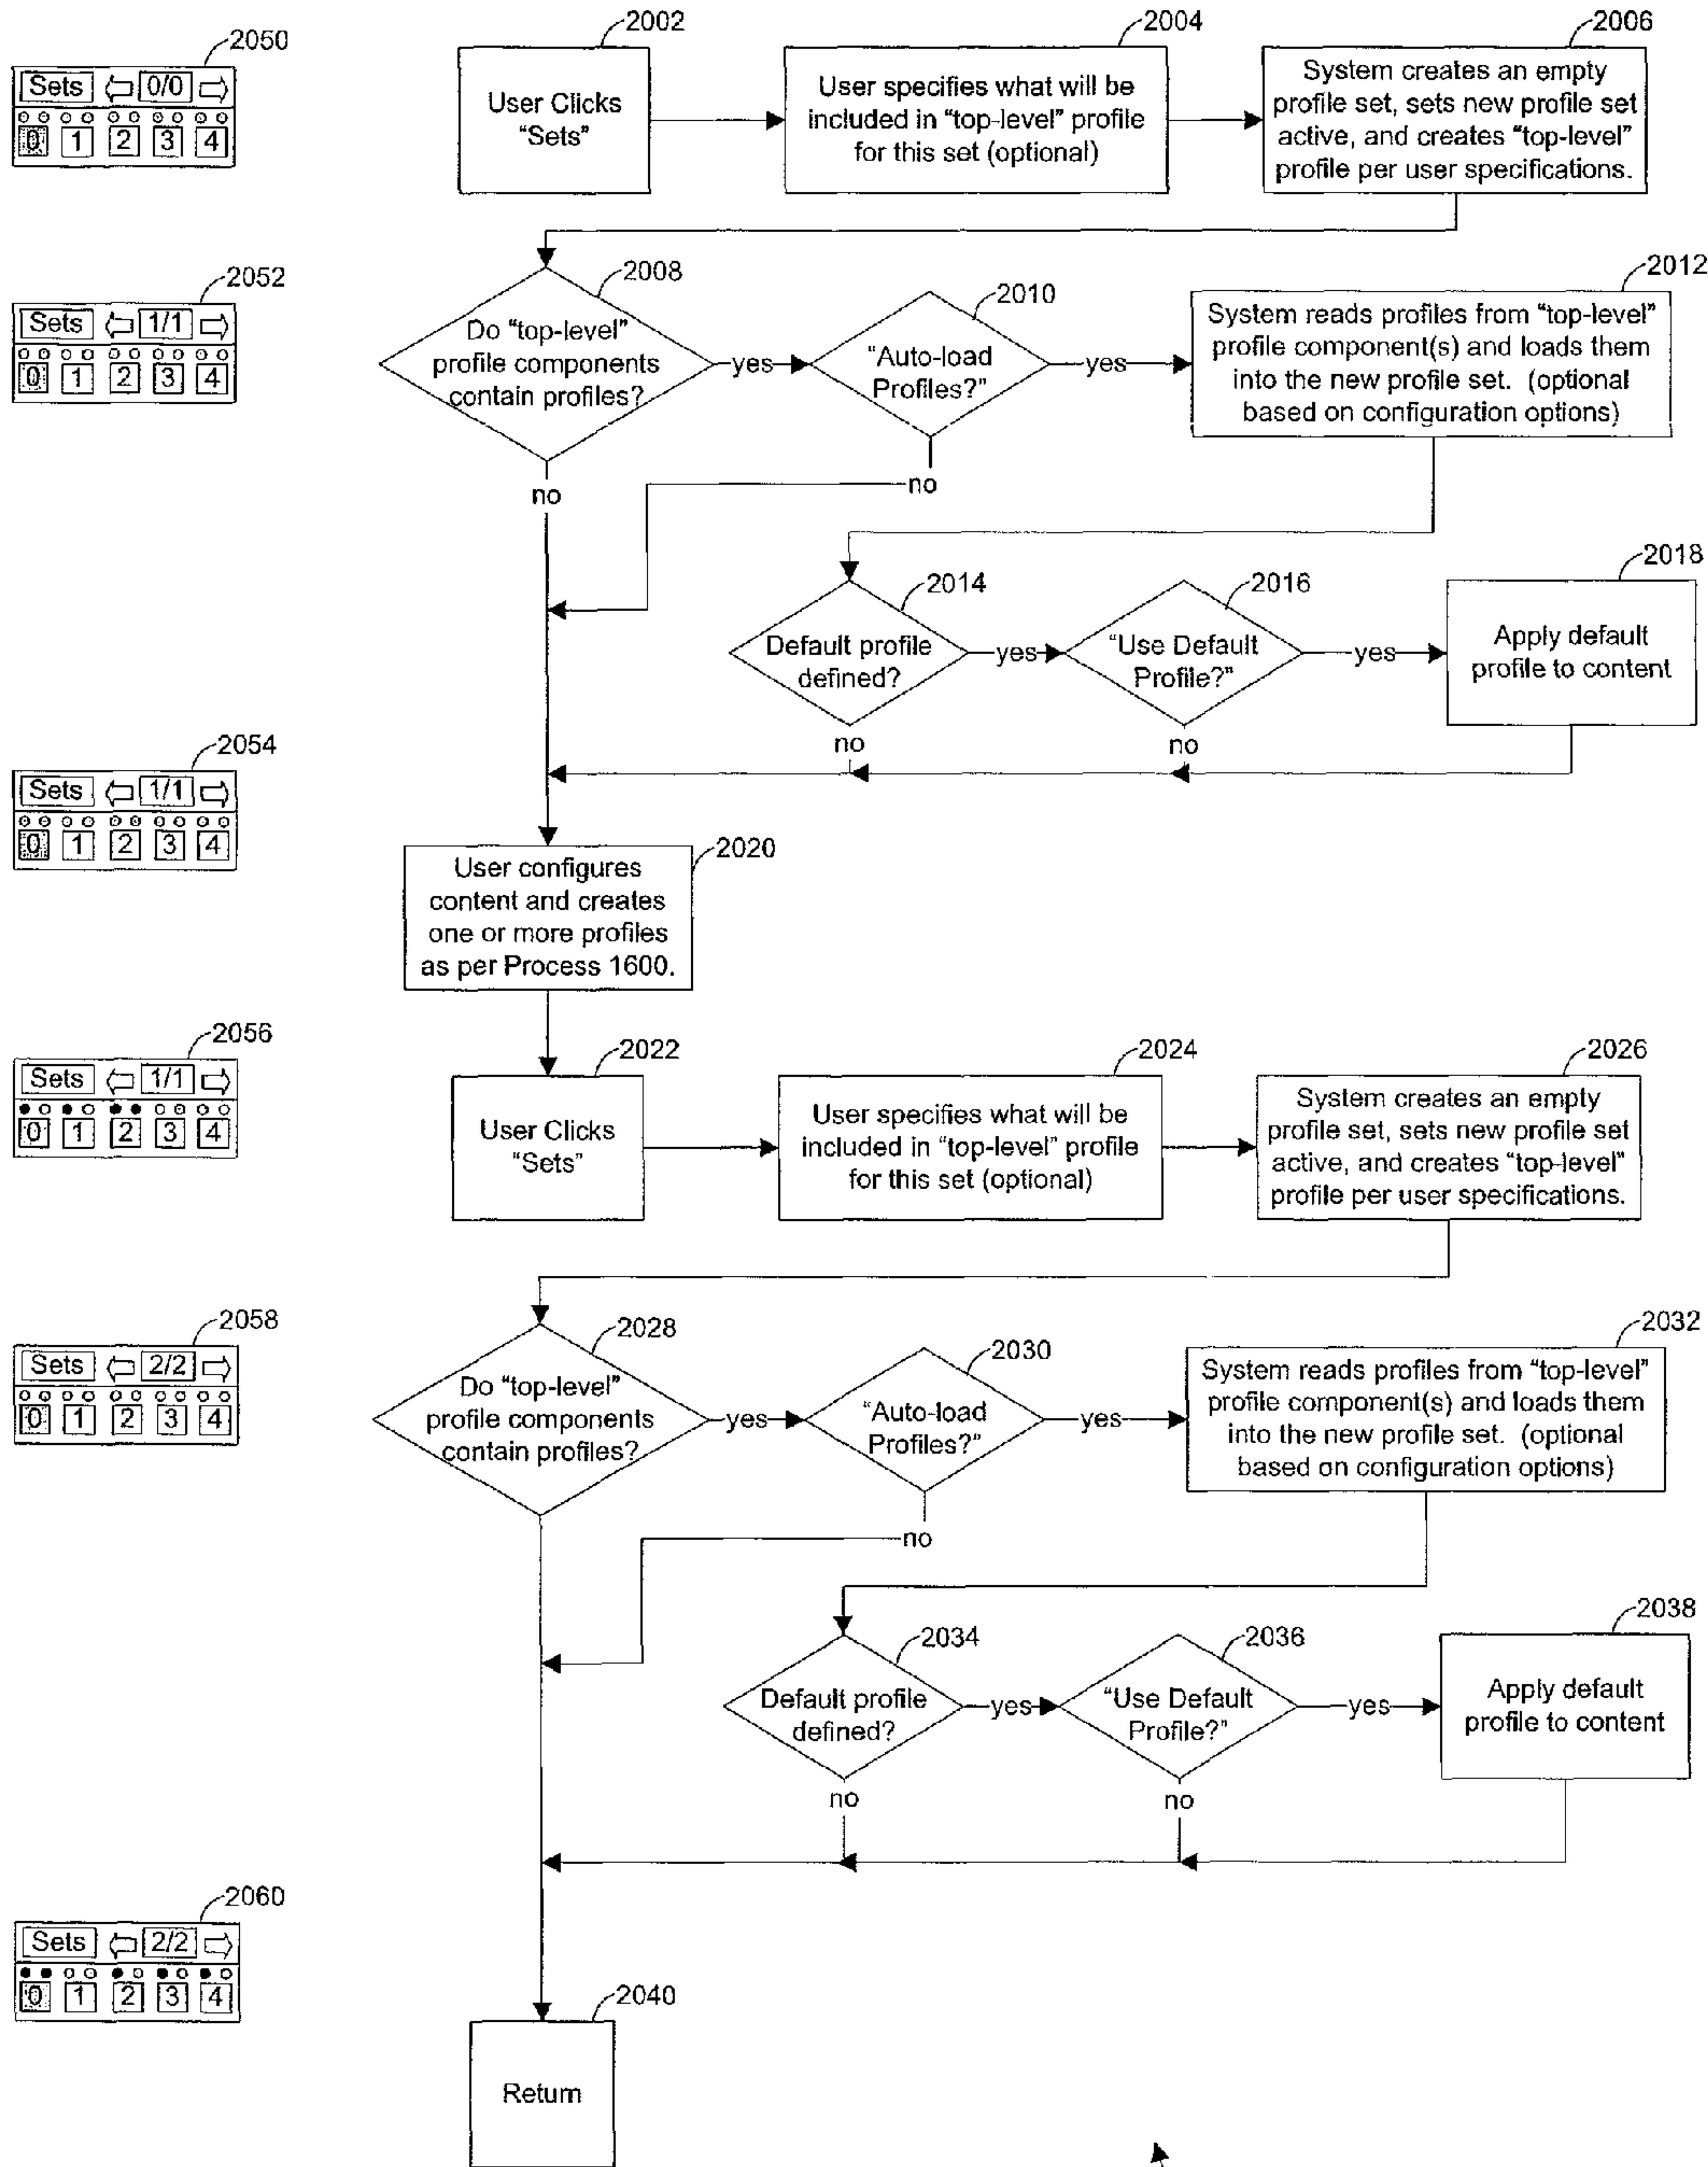 2050
Sets 0/0
0 1 2 3 4
2002
User Clicks
"Sets"
2004
User specifies what will be
included in "top-level" profile
for this set (optional)
2006
System creates an empty
profile set, sets new profile set
active, and creates "top-level"
profile per user specifications.
2052
Sets 1/1
0 1 2 3 4
2008
Do "top-level"
profile components
contain profiles?
yes
no
2010
"Auto-load
Profiles?"
yes
no
2012
System reads profiles from "top-level"
profile component(s) and loads them
into the new profile set. (optional
based on configuration options)
2014
Default profile
defined?
yes
no
2016
"Use Default
Profile?"
yes
no
2018
Apply default
profile to content
2054
Sets 1/1
0 1 2 3 4
2020
User configures
content and creates
one or more profiles
as per Process 1600.
2056
Sets 1/1
0 1 2 3 4
2022
User Clicks
"Sets"
2024
User specifies what will be
included in "top-level" profile
for this set (optional)
2026
System creates an empty
profile set, sets new profile set
active, and creates "top-level"
profile per user specifications.
2058
Sets 2/2
0 1 2 3 4
2028
Do "top-level"
profile components
contain profiles?
yes
2030
"Auto-load
Profiles?"
yes
no
2032
System reads profiles from "top-level"
profile component(s) and loads them
into the new profile set. (optional
based on configuration options)
2034
Default profile
defined?
yes
no
2036
"Use Default
Profile?"
yes
no
2038
Apply default
profile to content
2060
Sets 2/2
0 1 2 3 4
2040
Return